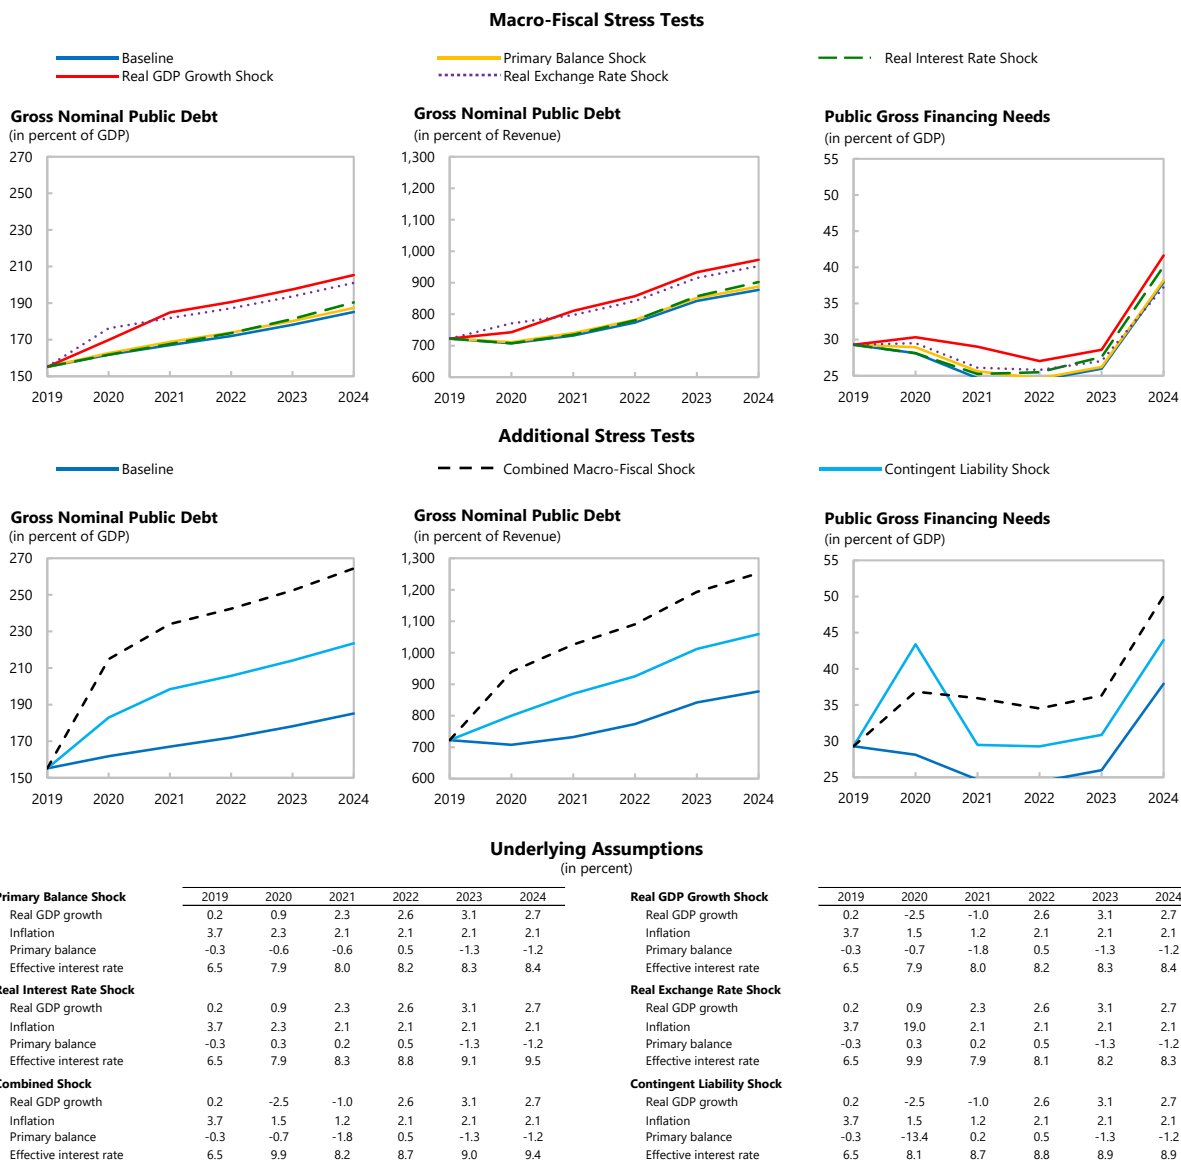 Macro-Fiscal Stress Tests
Baseline
Primary Balance Shock
Real Interest Rate Shock
Real GDP Growth Shock
Real Exchange Rate Shock
Gross Nominal Public Debt
(in percent of GDP)
270
250
230
210
190
170
150
2019 2020 2021 2022 2023 2024
Gross Nominal Public Debt
(in percent of Revenue)
1,300
1,200
1,100
1,000
900
800
700
600
2019 2020 2021 2022 2023 2024
Public Gross Financing Needs
(in percent of GDP)
55
50
45
40
35
30
25
2019 2020 2021 2022 2023 2024
Additional Stress Tests
Baseline
Combined Macro-Fiscal Shock
Contingent Liability Shock
Gross Nominal Public Debt
(in percent of GDP)
270
250
230
210
190
170
150
2019 2020 2021 2022 2023 2024
Gross Nominal Public Debt
(in percent of Revenue)
1,300
1,200
1,100
1,000
900
800
700
600
2019 2020 2021 2022 2023 2024
Public Gross Financing Needs
(in percent of GDP)
55
50
45
40
35
30
25
2019 2020 2021 2022 2023 2024
Underlying Assumptions
(in percent)
Primary Balance Shock 2019 2020 2021 2022 2023 2024
Real GDP growth 0.2 0.9 2.3 2.6 3.1 2.7
Inflation 3.7 2.3 2.1 2.1 2.1 2.1
Primary balance -0.3 -0.6 -0.6 0.5 -1.3 -1.2
Effective interest rate 6.5 7.9 8.0 8.2 8.3 8.4
Real Interest Rate Shock
Real GDP growth 0.2 0.9 2.3 2.6 3.1 2.7
Inflation 3.7 2.3 2.1 2.1 2.1 2.1
Primary balance -0.3 0.3 0.2 0.5 -1.3 -1.2
Effective interest rate 6.5 7.9 8.3 8.8 9.1 9.5
Combined Shock
Real GDP growth 0.2 -2.5 -1.0 2.6 3.1 2.7
Inflation 3.7 1.5 1.2 2.1 2.1 2.1
Primary balance -0.3 -0.7 -1.8 0.5 -1.3 -1.2
Effective interest rate 6.5 9.9 8.2 8.7 9.0 9.4
Real GDP Growth Shock 2019 2020 2021 2022 2023 2024
Real GDP growth 0.2 -2.5 -1.0 2.6 3.1 2.7
Inflation 3.7 1.5 1.2 2.1 2.1 2.1
Primary balance -0.3 -0.7 -1.8 0.5 -1.3 -1.2
Effective interest rate 6.5 7.9 8.0 8.2 8.3 8.4
Real Exchange Rate Shock
Real GDP growth 0.2 0.9 2.3 2.6 3.1 2.7
Inflation 3.7 19.0 2.1 2.1 2.1 2.1
Primary balance -0.3 0.3 0.2 0.5 -1.3 -1.2
Effective interest rate 6.5 9.9 7.9 8.1 8.2 8.3
Contingent Liability Shock
Real GDP growth 0.2 -2.5 -1.0 2.6 3.1 2.7
Inflation 3.7 1.5 1.2 2.1 2.1 2.1
Primary balance -0.3 -13.4 0.2 0.5 -1.3 -1.2
Effective interest rate 6.5 8.1 8.7 8.8 8.9 8.9